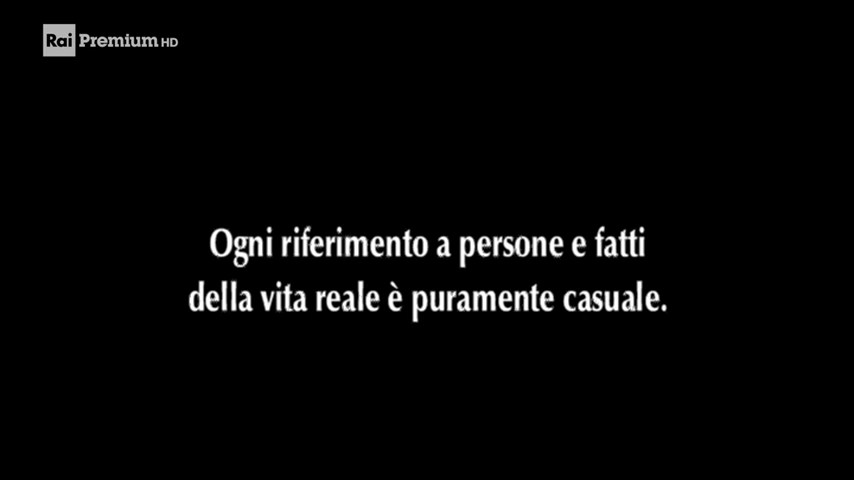 Rai Premium HD
Ogni riferimento a persone e fatti
della vita reale è puramente casuale.